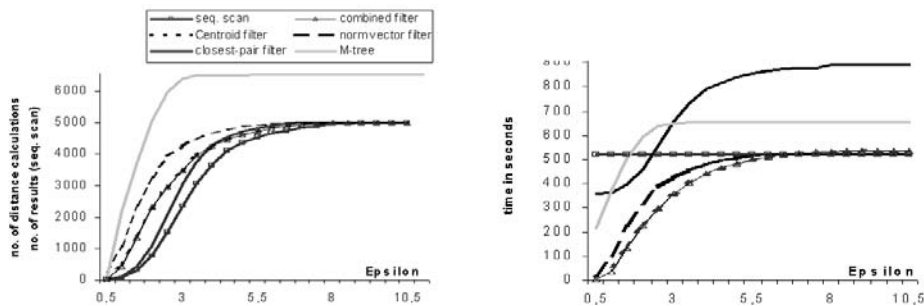 seq. scan
combined filter
Centroid filter
normvector filter
closest-pair filter
M-tree
no. of distance calculations
no. of results (seq. scan)
6000
5000
4000
3000
2000
1000
0
Epsilon
0,5
3
5,5
8
10,5
time in seconds
800
700
600
500
400
300
200
100
0
Epsilon
0,5
3
5,5
8
10,5